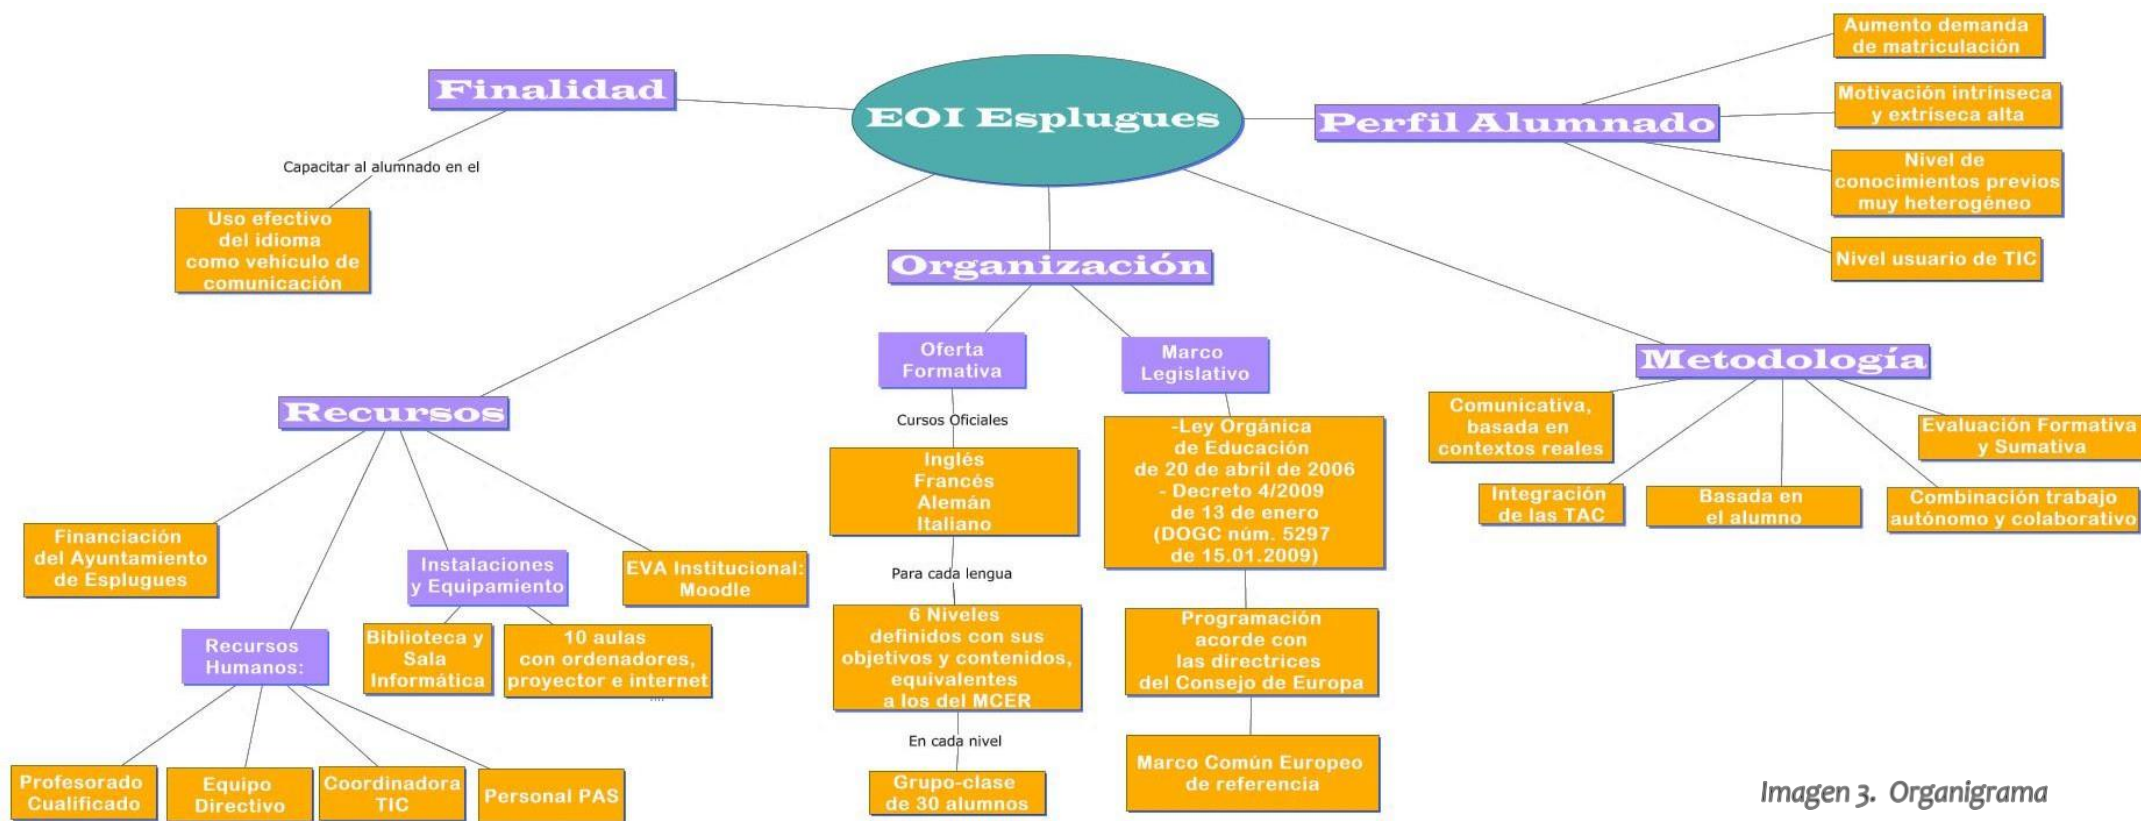 EOI Esplugues
Finalidad
Capacitar al alumnado en el
Uso efectivo
del idioma
como vehículo de
comunicación
Perfil Alumnado
Aumento demanda
de matriculación
Motivación intrínseca
y extríseca alta
Nivel de
conocimientos previos
muy heterogéneo
Nivel usuario de TIC
Organización
Oferta
Formativa
Cursos Oficiales
Inglés
Francés
Alemán
Italiano
Para cada lengua
6 Niveles
definidos con sus
objetivos y contenidos,
equivalentes
a los del MCER
En cada nivel
Grupo-clase
de 30 alumnos
Marco
Legislativo
-Ley Orgánica
de Educación
de 20 de abril de 2006
- Decreto 4/2009
de 13 de enero
(DOGC núm. 5297
de 15.01.2009)
Programación
acorde con
las directrices
del Consejo de Europa
Marco Común Europeo
de referencia
Metodología
Comunicativa,
basada en
contextos reales
Integración
de las TAC
Basada en
el alumno
Combinación trabajo
autónomo y colaborativo
Evaluación Formativa
y Sumativa
Recursos
Financiación
del Ayuntamiento
de Esplugues
Recursos
Humanos:
Profesorado
Cualificado
Equipo
Directivo
Coordinadora
TIC
Personal PAS
Instalaciones
y Equipamiento
Biblioteca y
Sala
Informática
10 aulas
con ordenadores,
proyector e internet
....
EVA Institucional:
Moodle
Imagen 3. Organigrama